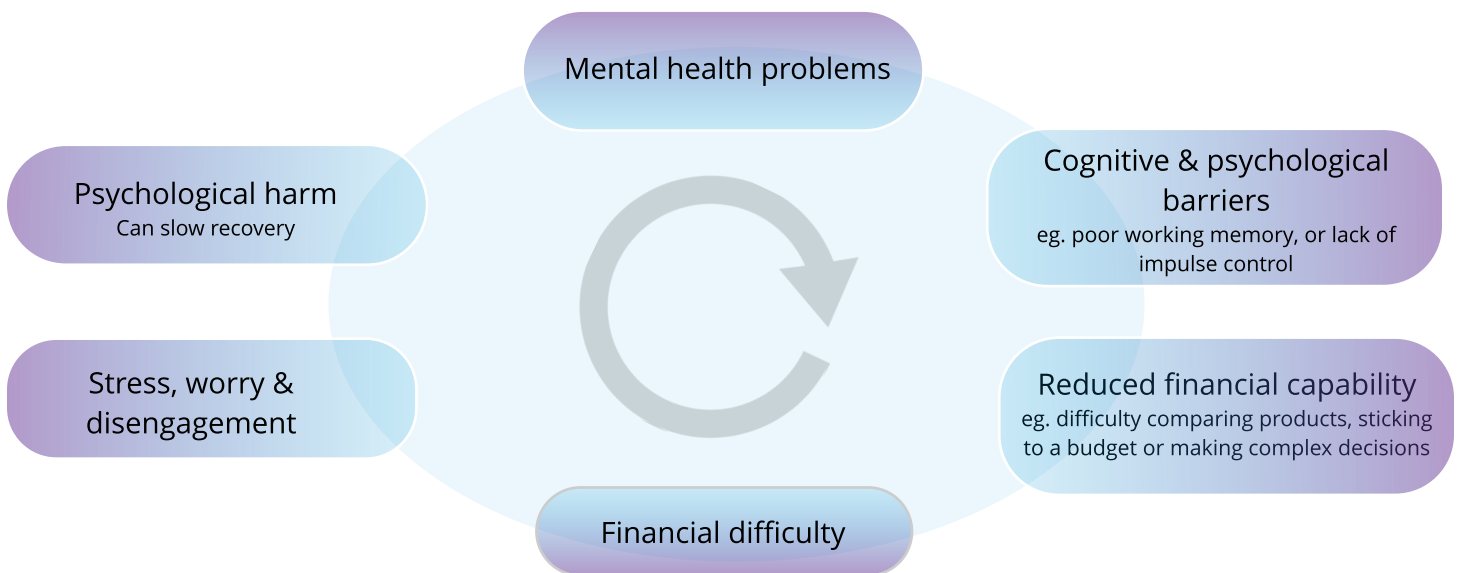 Mental health problems
Cognitive & psychological
barriers
eg. poor working memory, or lack of
impulse control
Reduced financial capability
eg. difficulty comparing products, sticking
to a budget or making complex decisions
Financial difficulty
Stress, worry &
disengagement
Psychological harm
Can slow recovery